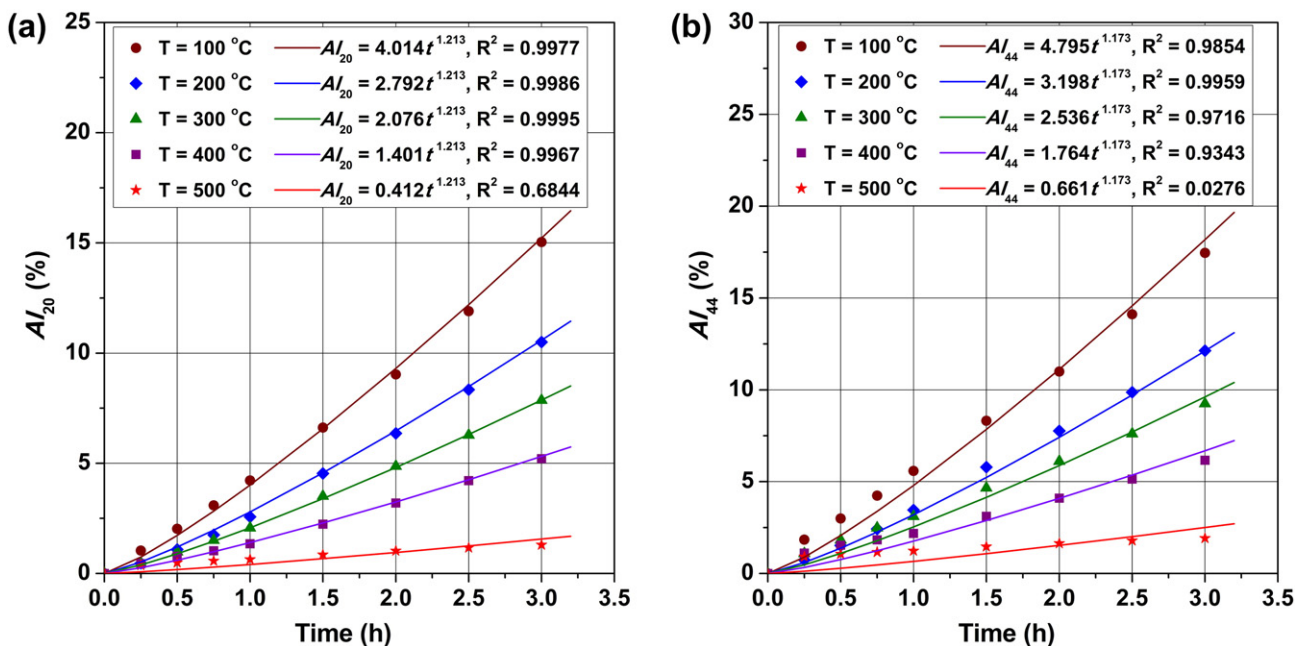 (a)
T = 100 °C AI20 = 4.014t^1.213, R² = 0.9977
T = 200 °C AI20 = 2.792t^1.213, R² = 0.9986
T = 300 °C AI20 = 2.076t^1.213, R² = 0.9995
T = 400 °C AI20 = 1.401t^1.213, R² = 0.9967
T = 500 °C AI20 = 0.412t^1.213, R² = 0.6844
25
20
15
10
5
0
AI20 (%)
0.0 0.5 1.0 1.5 2.0 2.5 3.0 3.5
Time (h)
(b)
T = 100 °C AI44 = 4.795t^1.173, R² = 0.9854
T = 200 °C AI44 = 3.198t^1.173, R² = 0.9959
T = 300 °C AI44 = 2.536t^1.173, R² = 0.9716
T = 400 °C AI44 = 1.764t^1.173, R² = 0.9343
T = 500 °C AI44 = 0.661t^1.173, R² = 0.0276
30
25
20
15
10
5
0
AI44 (%)
0.0 0.5 1.0 1.5 2.0 2.5 3.0 3.5
Time (h)